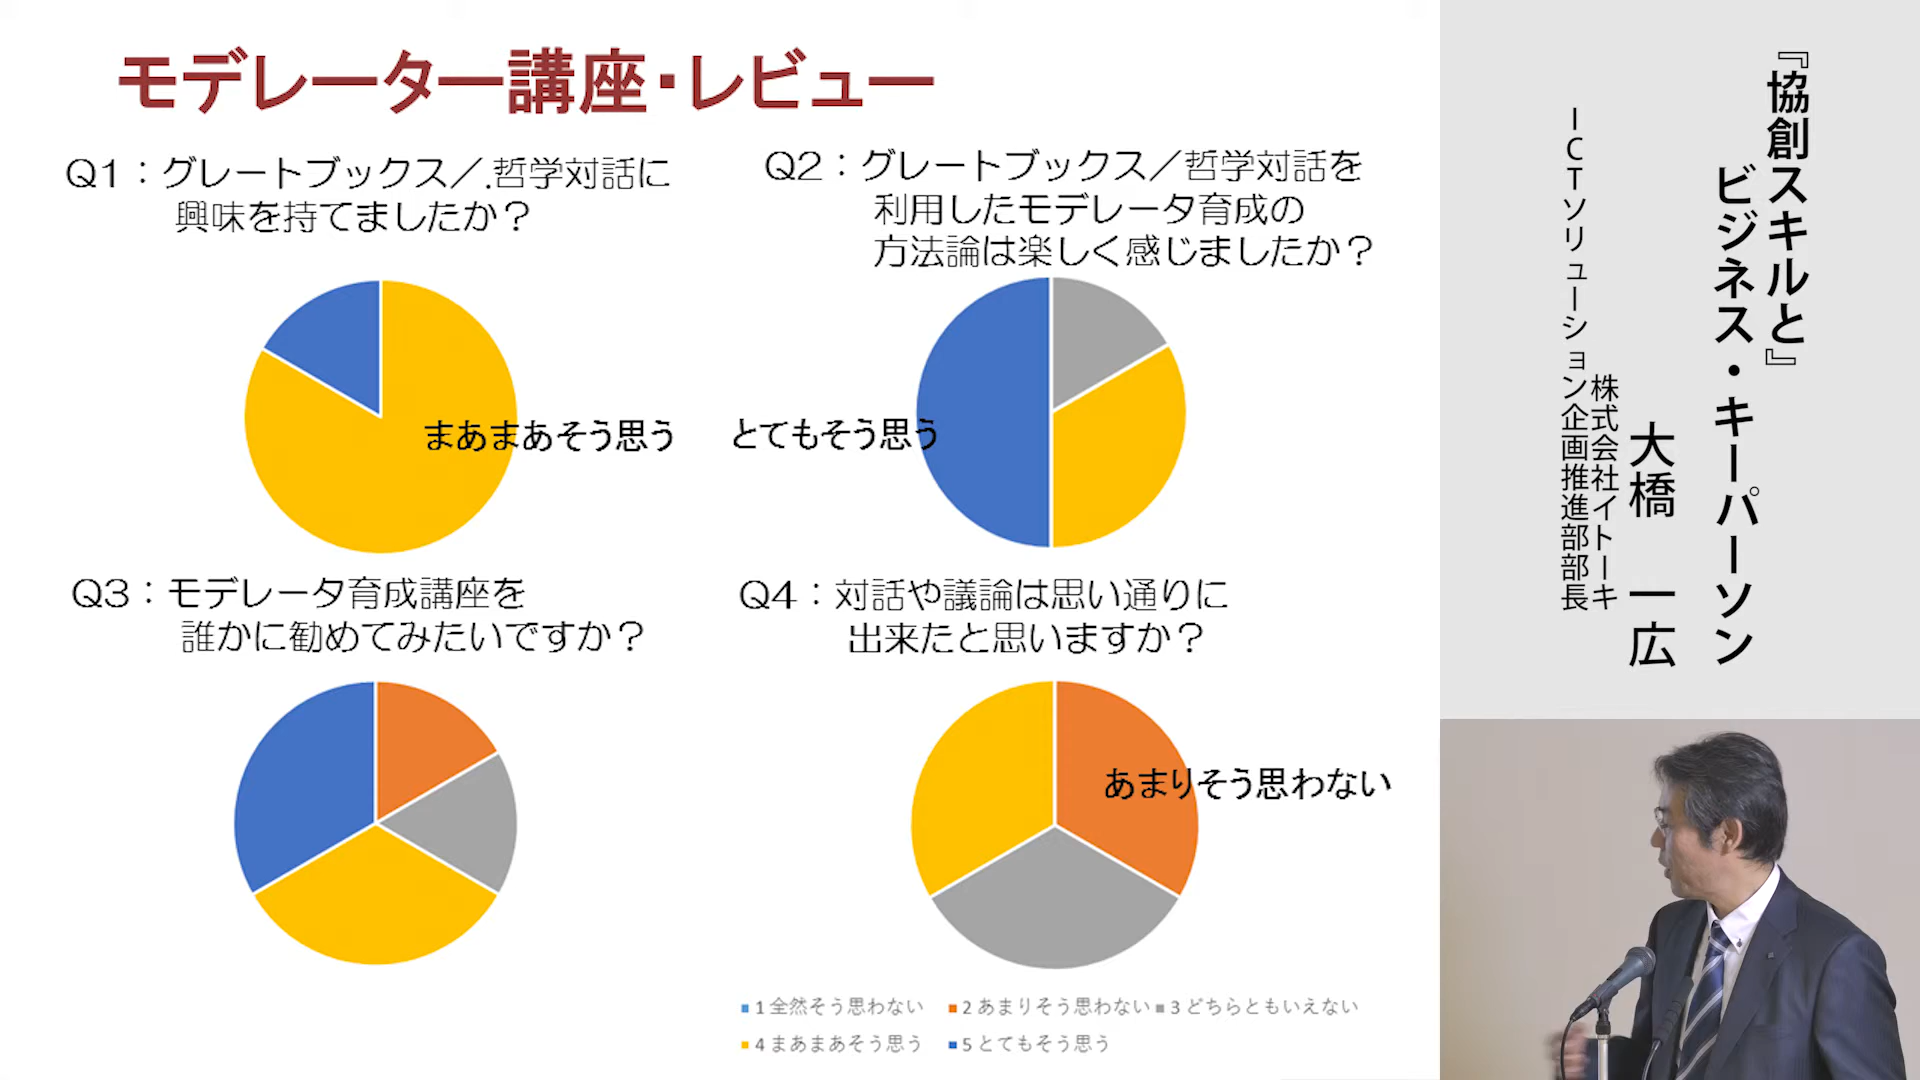 モデレーター講座・レビュー
Q1：グレートブックス／.哲学対話に
興味を持てましたか？
まあまあそう思う
Q2：グレートブックス／哲学対話を
利用したモデレータ育成の
方法論は楽しく感じましたか？
とてもそう思う
Q3：モデレータ育成講座を
誰かに勧めてみたいですか？
Q4：対話や議論は思い通りに
出来たと思いますか？
あまりそう思わない
1 全然そう思わない
2 あまりそう思わない
3 どちらともいえない
4 まあまあそう思う
5 とてもそう思う
『協創スキルと』
ビジネス・キーパーソン
大橋 一広
株式会社イトーキ
ICTソリューション企画推進部部長